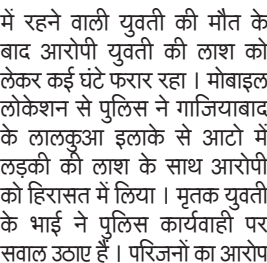 में रहने वाली युवती की मौत के
बाद आरोपी युवती की लाश को
लेकर कई घंटे फरार रहा । मोबाइल
लोकेशन से पुलिस ने गाजियाबाद
के लालकुआ इलाके से आटो में
लड़की की लाश के साथ आरोपी
को हिरासत में लिया । मृतक युवती
के भाई ने पुलिस कार्यवाही पर
सवाल उठाए हैं । परिजनों का आरोप